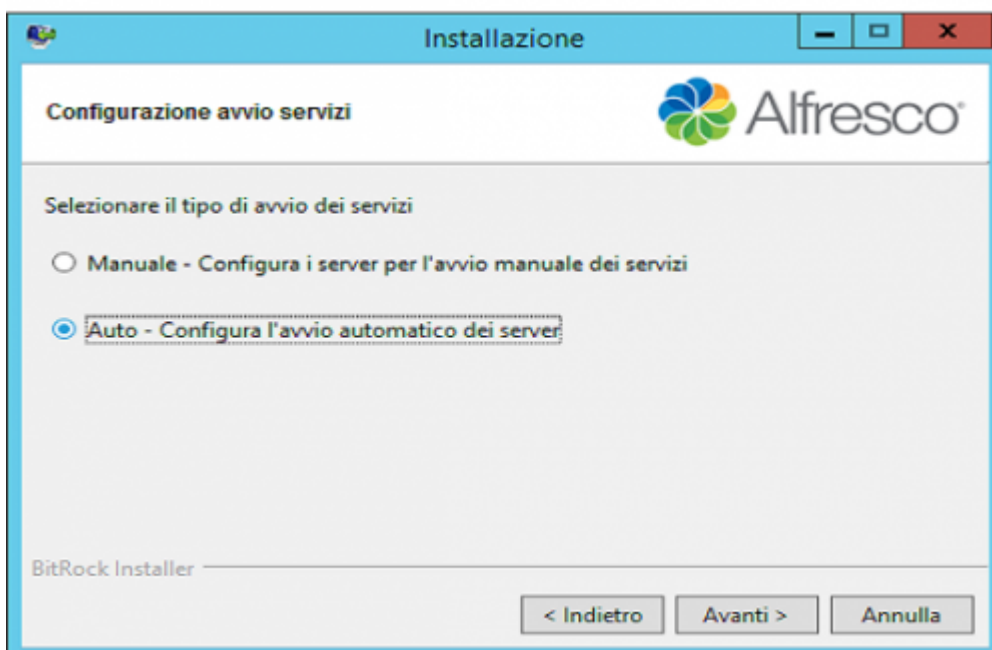 Installazione
Configurazione avvio servizi
Alfresco
Selezionare il tipo di avvio dei servizi
Manuale - Configura i server per l'avvio manuale dei servizi
Auto - Configura l'avvio automatico dei server
BitRock Installer
< Indietro
Avanti >
Annulla